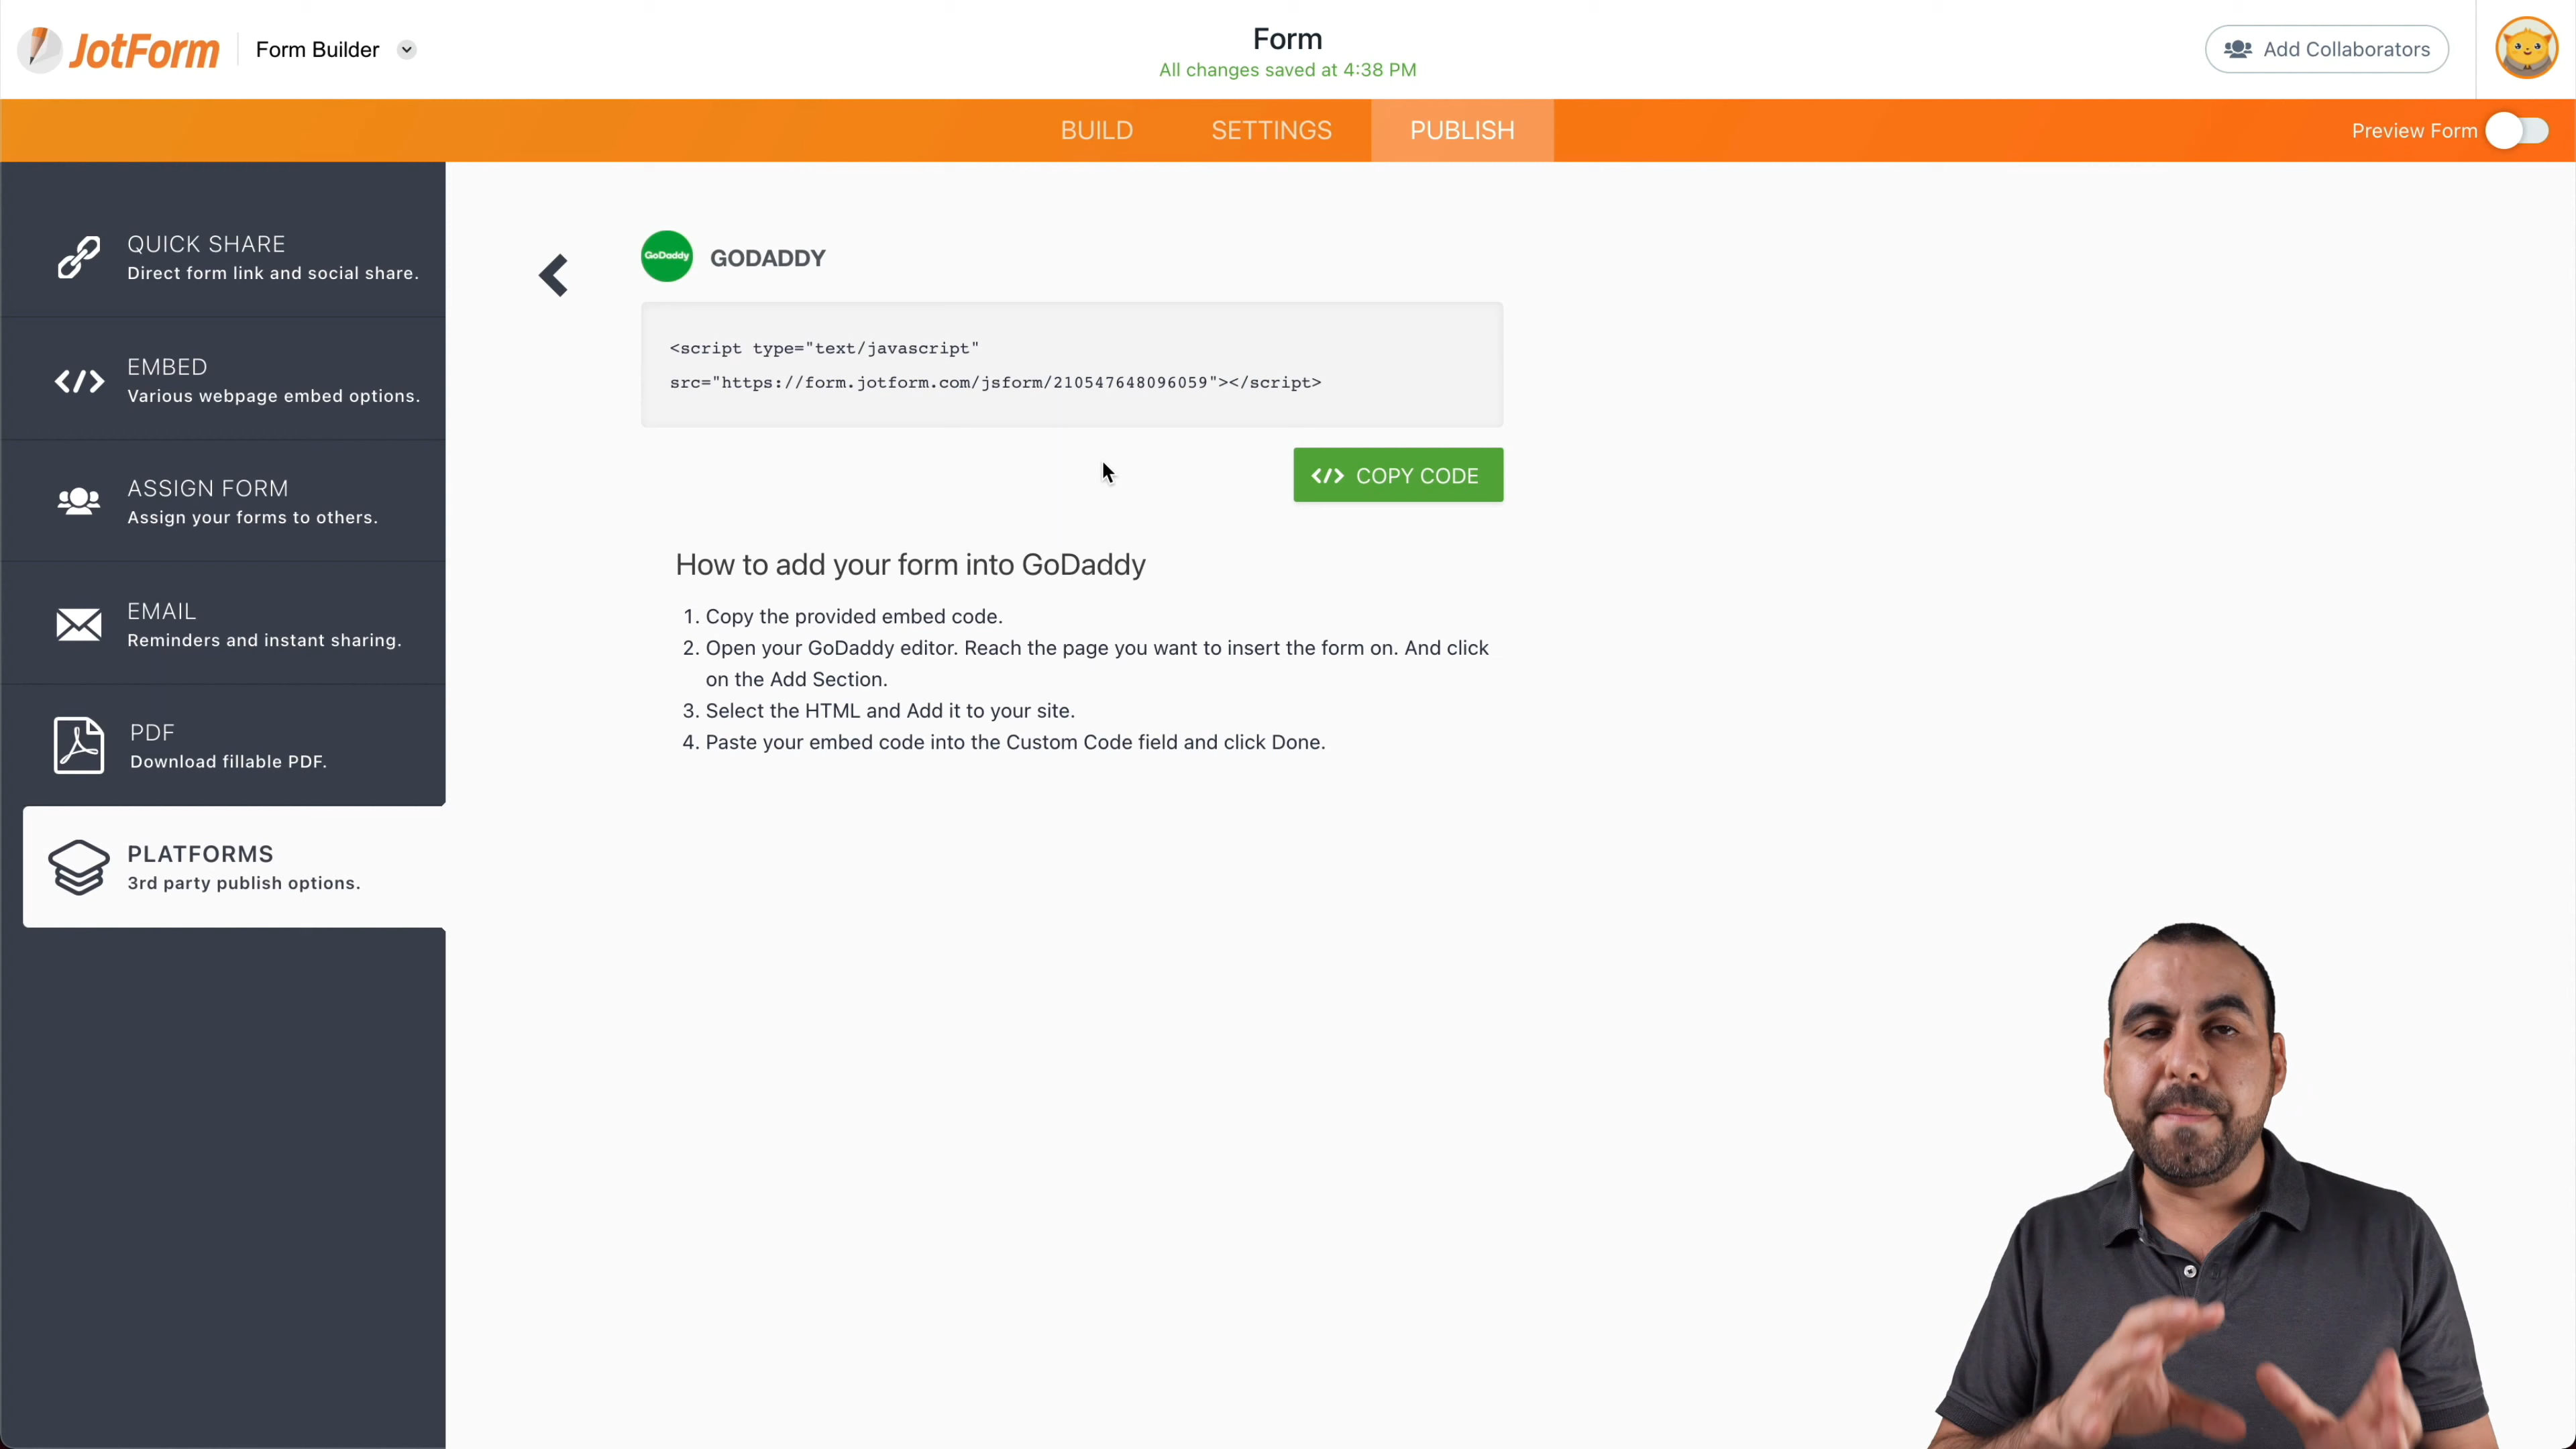 JotForm
Form Builder
Form
All changes saved at 4:38 PM
Add Collaborators
BUILD
SETTINGS
PUBLISH
Preview Form
QUICK SHARE
Direct form link and social share.
EMBED
Various webpage embed options.
ASSIGN FORM
Assign your forms to others.
EMAIL
Reminders and instant sharing.
PDF
Download fillable PDF.
PLATFORMS
3rd party publish options.
GoDaddy
GODADDY
<script type="text/javascript"
src="https://form.jotform.com/jsform/210547648096059"></script>
</> COPY CODE
How to add your form into GoDaddy
1. Copy the provided embed code.
2. Open your GoDaddy editor. Reach the page you want to insert the form on. And click
on the Add Section.
3. Select the HTML and Add it to your site.
4. Paste your embed code into the Custom Code field and click Done.